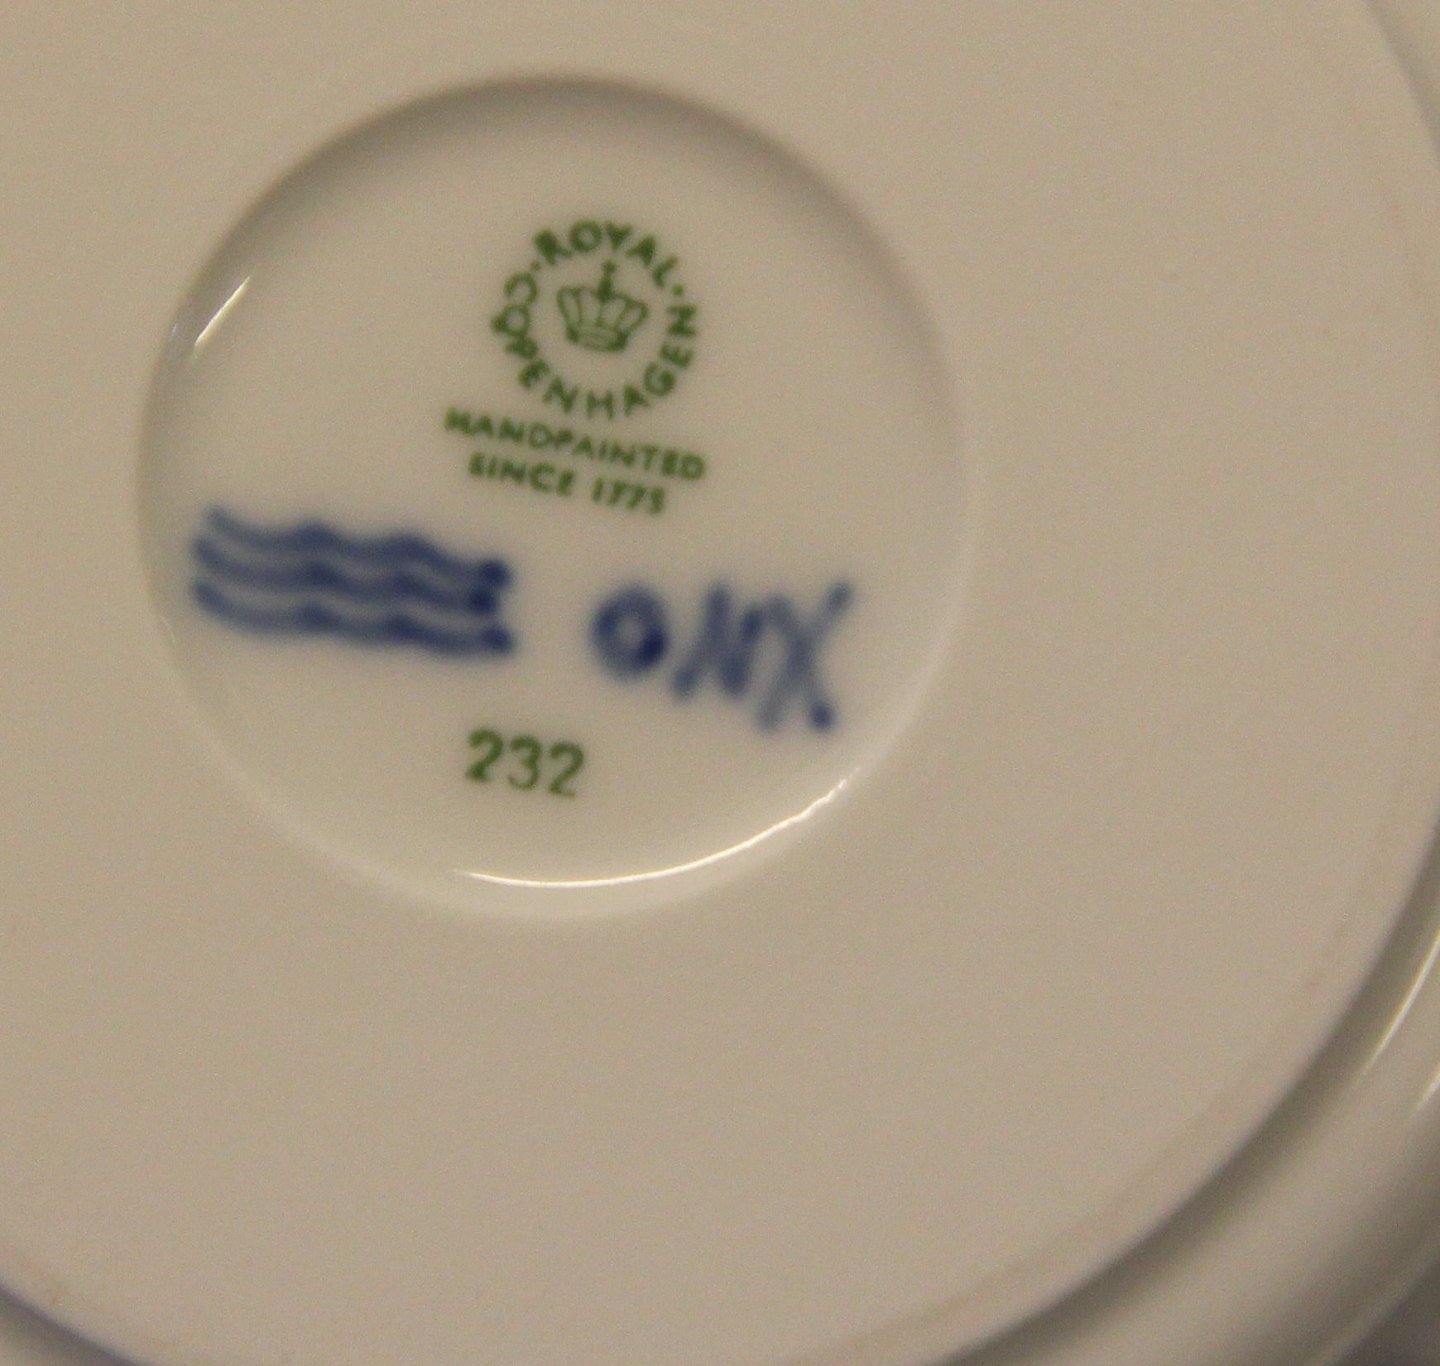 ROYAL
COPENHAGEN
HANDPAINTED
SINCE 1775
232